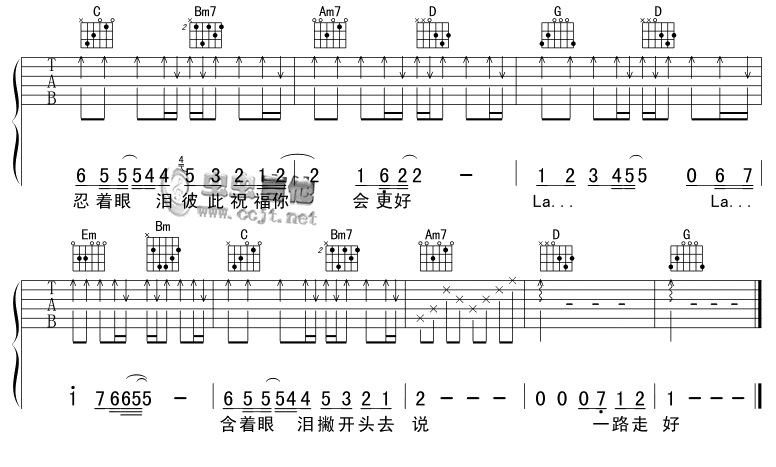 C Bm7 Am7 D G D
2
T
A
B
6 5 5 5 4 4 5 3 2 1 2 2 1 6 2 2 - 1 2 3 4 5 5 0 6 7
4
忍着眼 泪彼此祝福你 会更好 La... La...
www.ccjt.net
Em Bm C Bm7 Am7 D G
2
T
A
B
1 7 6 6 5 5 - 6 5 5 5 4 4 5 3 2 1 2 - - - 0 0 0 7 1 2 1 - - -
含着眼 泪撇开头去 说 一路走 好